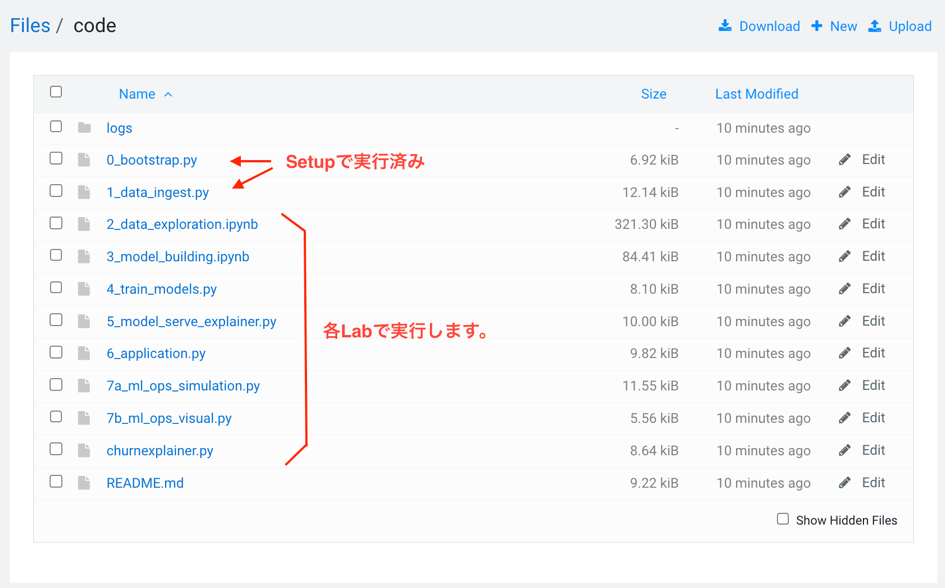 Files / code
Download New Upload
Name Size Last Modified
logs - 10 minutes ago
0_bootstrap.py Setupで実行済み 6.92 kiB 10 minutes ago Edit
1_data_ingest.py 12.14 kiB 10 minutes ago Edit
2_data_exploration.ipynb 321.30 kiB 10 minutes ago Edit
3_model_building.ipynb 84.41 kiB 10 minutes ago Edit
4_train_models.py 8.10 kiB 10 minutes ago Edit
5_model_serve_explainer.py 10.00 kiB 10 minutes ago Edit
各Labで実行します。
6_application.py 9.82 kiB 10 minutes ago Edit
7a_ml_ops_simulation.py 11.55 kiB 10 minutes ago Edit
7b_ml_ops_visual.py 5.56 kiB 10 minutes ago Edit
churnexplainer.py 8.64 kiB 10 minutes ago Edit
README.md 9.22 kiB 10 minutes ago Edit
Show Hidden Files